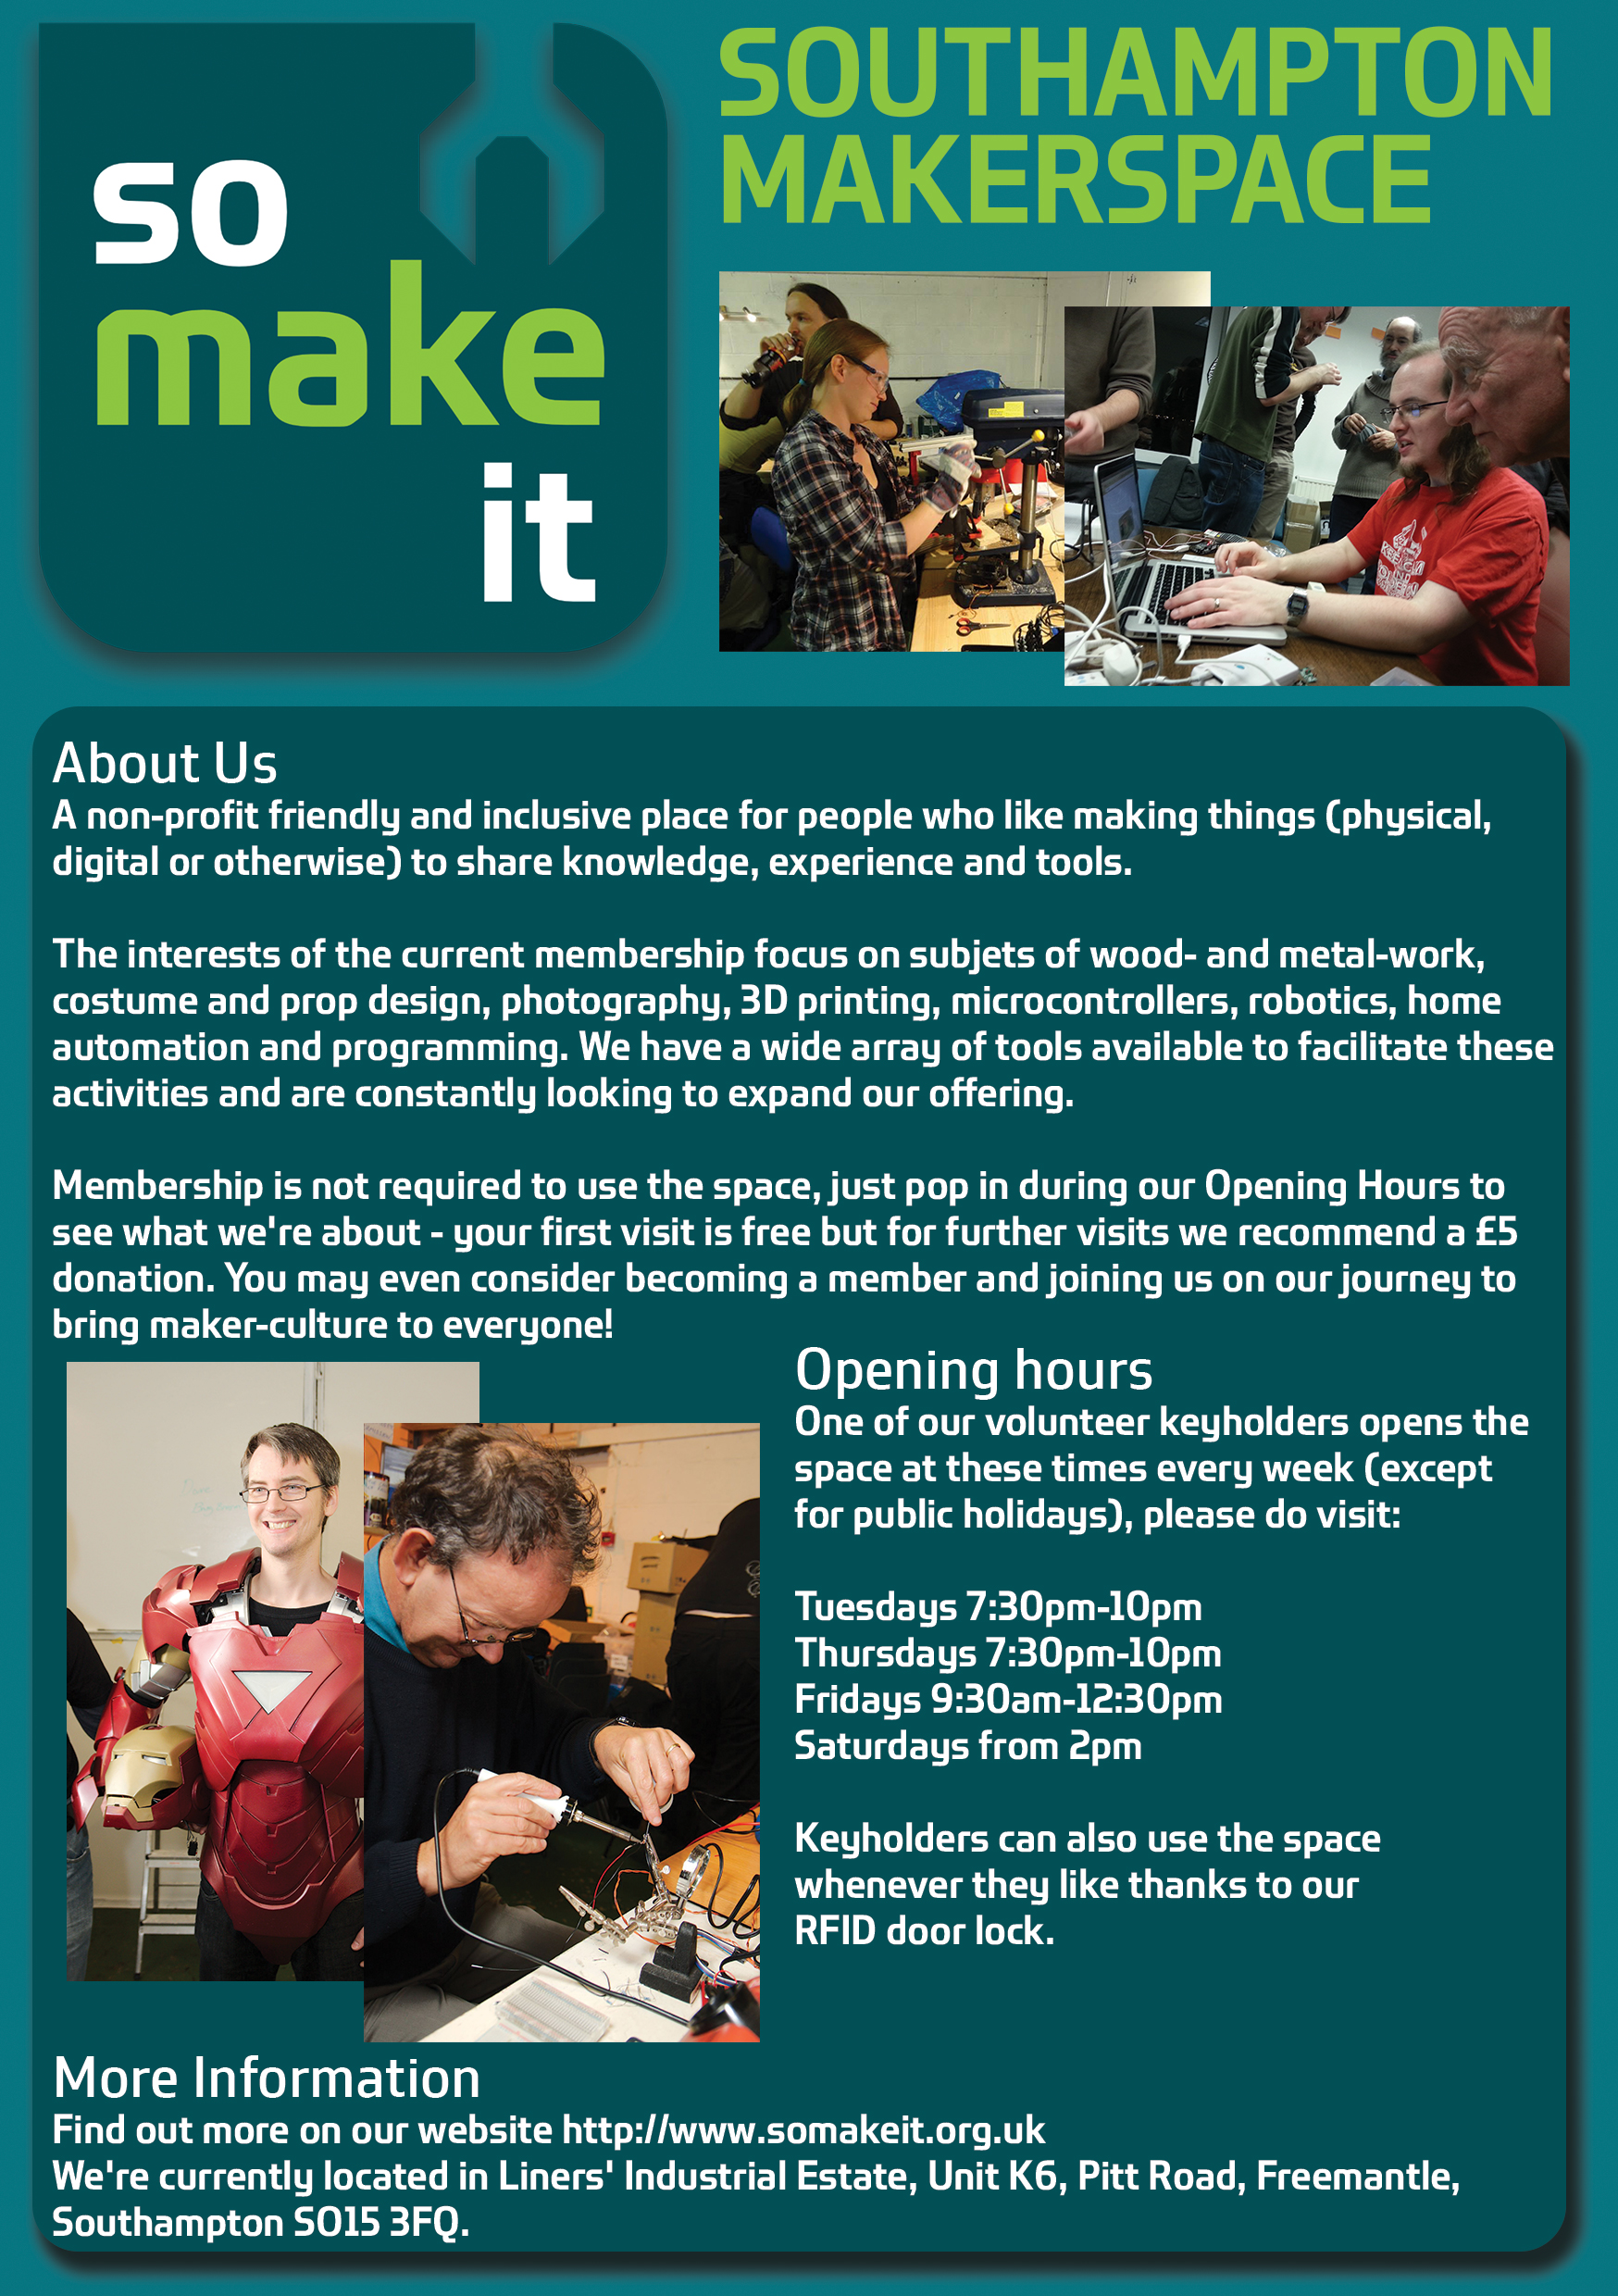 so
make
it
SOUTHAMPTON
MAKERSPACE
About Us
A non-profit friendly and inclusive place for people who like making things (physical,
digital or otherwise) to share knowledge, experience and tools.
The interests of the current membership focus on subjets of wood- and metal-work,
costume and prop design, photography, 3D printing, microcontrollers, robotics, home
automation and programming. We have a wide array of tools available to facilitate these
activities and are constantly looking to expand our offering.
Membership is not required to use the space, just pop in during our Opening Hours to
see what we're about - your first visit is free but for further visits we recommend a £5
donation. You may even consider becoming a member and joining us on our journey to
bring maker-culture to everyone!
Opening hours
One of our volunteer keyholders opens the
space at these times every week (except
for public holidays), please do visit:
Tuesdays 7:30pm-10pm
Thursdays 7:30pm-10pm
Fridays 9:30am-12:30pm
Saturdays from 2pm
Keyholders can also use the space
whenever they like thanks to our
RFID door lock.
More Information
Find out more on our website http://www.somakeit.org.uk
We're currently located in Liners' Industrial Estate, Unit K6, Pitt Road, Freemantle,
Southampton SO15 3FQ.